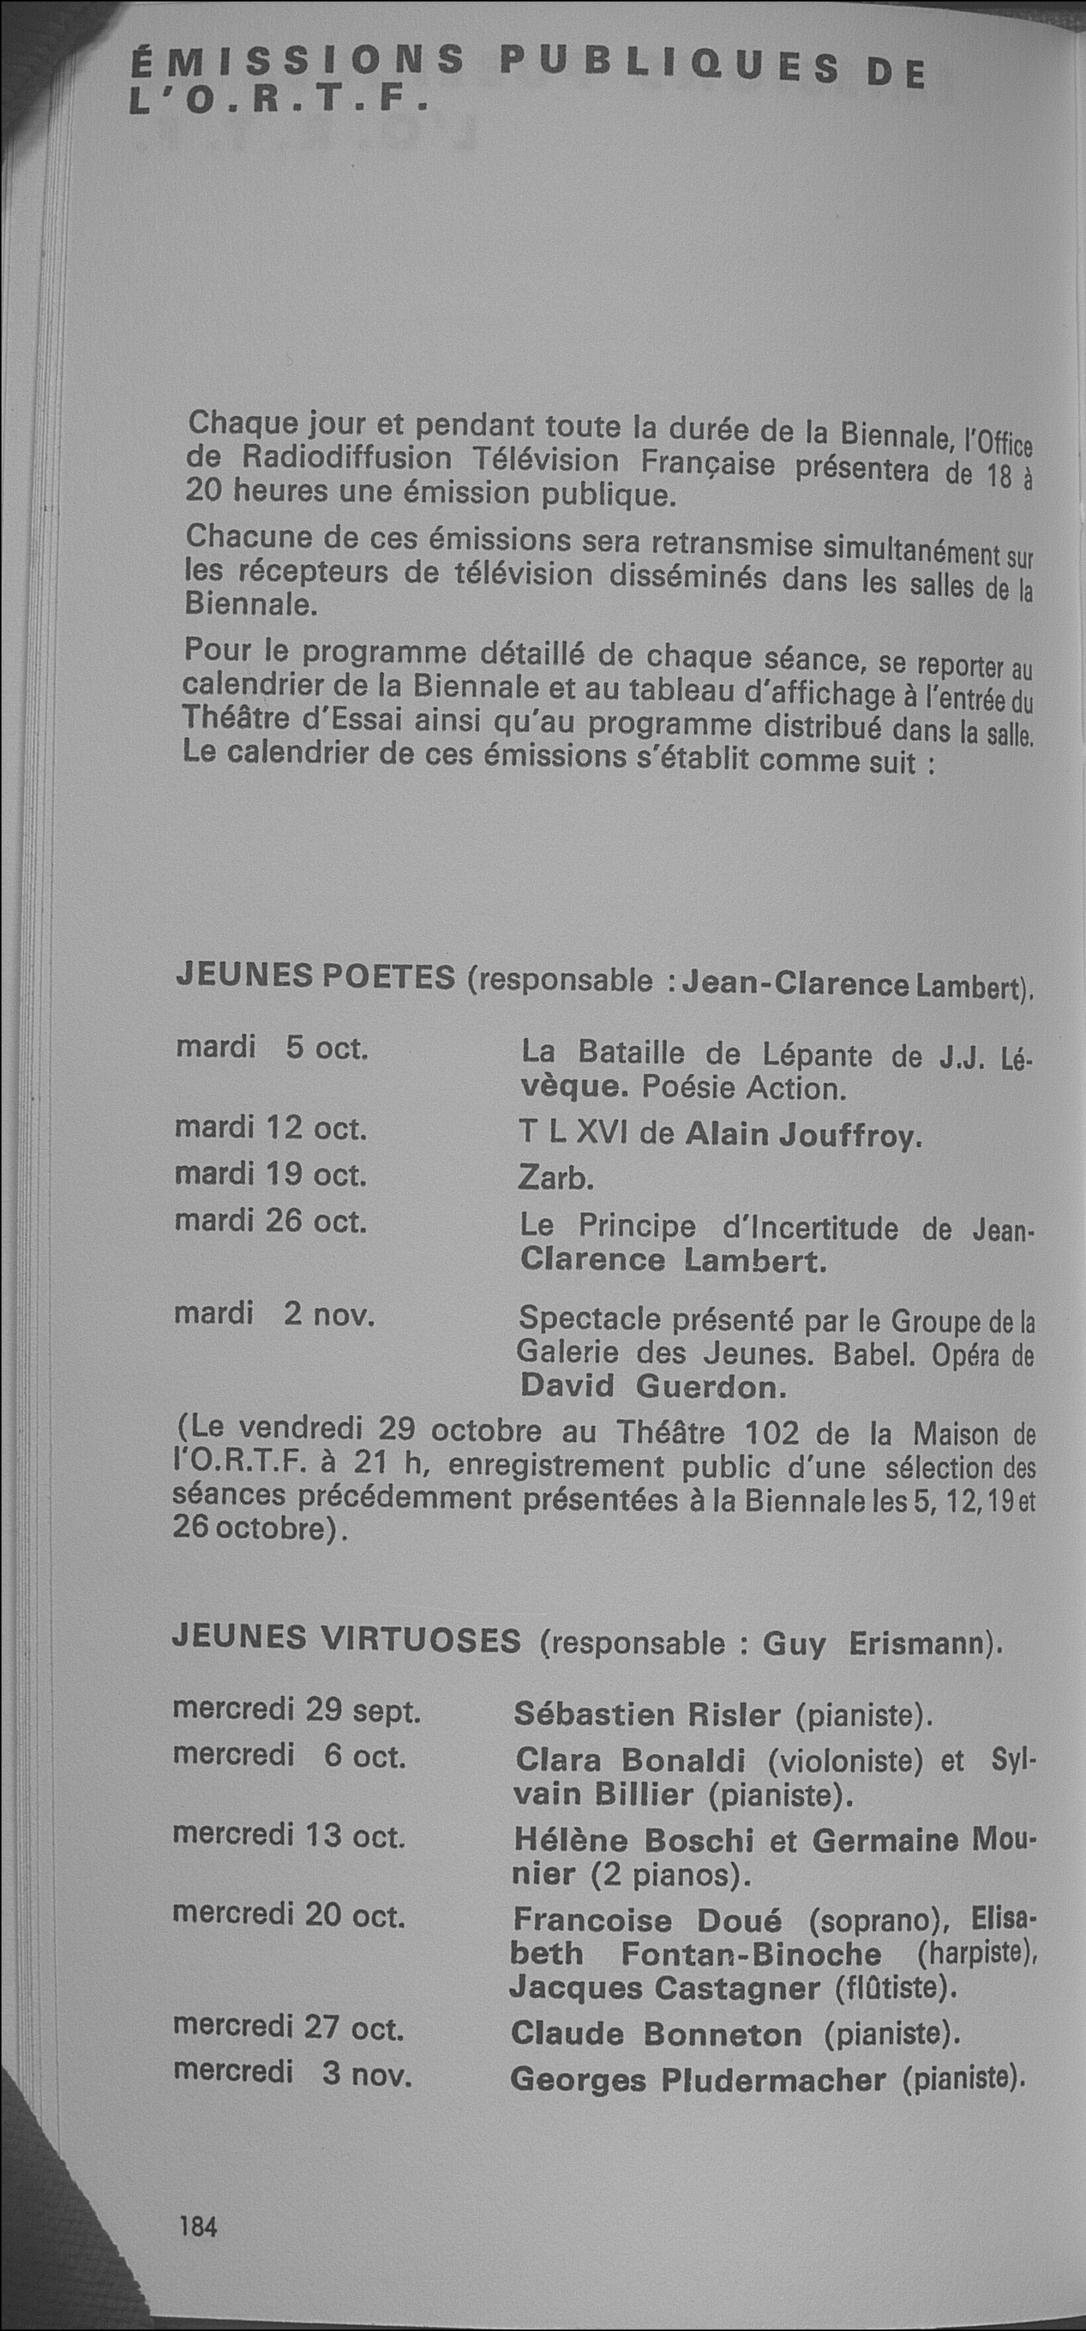 ÉMISSIONS PUBLIQUES DE
L'O.R.T.F.
Chaque jour et pendant toute la durée de la Biennale, l'Office
de Radiodiffusion Télévision Française présentera de 18 à
20 heures une émission publique.
Chacune de ces émissions sera retransmise simultanément sur
les récepteurs de télévision disséminés dans les salles de la
Biennale.
Pour le programme détaillé de chaque séance, se reporter au
calendrier de la Biennale et au tableau d'affichage à l'entrée du
Théâtre d'Essai ainsi qu'au programme distribué dans la salle.
Le calendrier de ces émissions s'établit comme suit :
JEUNES POETES (responsable : Jean-Clarence Lambert).
mardi 5 oct. La Bataille de Lépante de J.J. Lé-
vèque. Poésie Action.
mardi 12 oct. T L XVI de Alain Jouffroy.
mardi 19 oct. Zarb.
mardi 26 oct. Le Principe d'Incertitude de Jean-
Clarence Lambert.
mardi 2 nov. Spectacle présenté par le Groupe de la
Galerie des Jeunes. Babel. Opéra de
David Guerdon.
(Le vendredi 29 octobre au Théâtre 102 de la Maison de
l'O.R.T.F. à 21 h, enregistrement public d'une sélection des
séances précédemment présentées à la Biennale les 5, 12, 19 et
26 octobre).
JEUNES VIRTUOSES (responsable : Guy Erismann).
mercredi 29 sept. Sébastien Risler (pianiste).
mercredi 6 oct. Clara Bonaldi (violoniste) et Syl-
vain Billier (pianiste).
mercredi 13 oct. Hélène Boschi et Germaine Mou-
nier (2 pianos).
mercredi 20 oct. Francoise Doué (soprano), Elisa-
beth Fontan-Binoche (harpiste),
Jacques Castagner (flûtiste).
mercredi 27 oct. Claude Bonneton (pianiste).
mercredi 3 nov. Georges Pludermacher (pianiste).
184